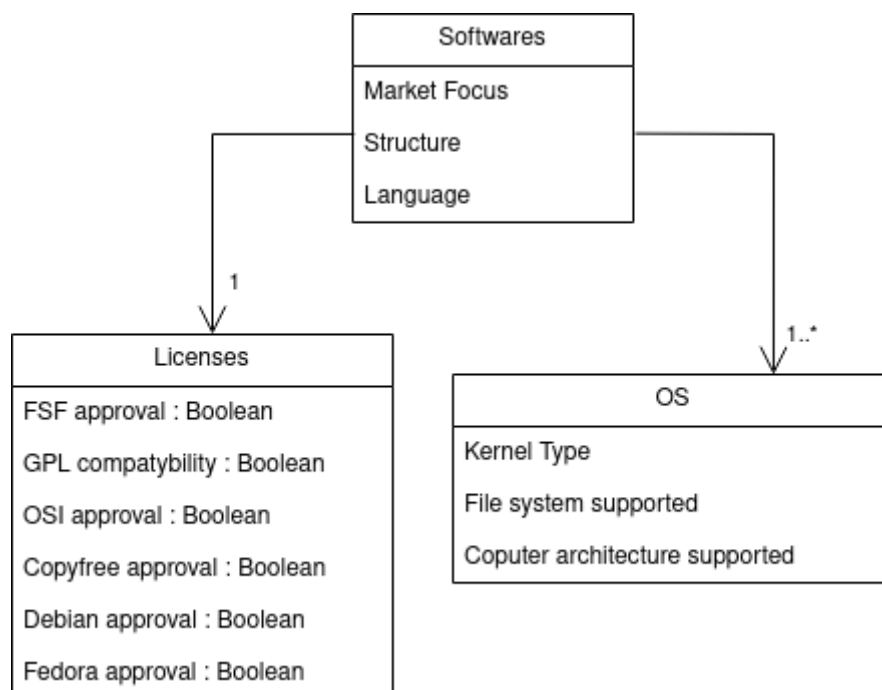 Softwares
Market Focus
Structure
Language
1
1..*
Licenses
FSF approval : Boolean
GPL compatybility : Boolean
OSI approval : Boolean
Copyfree approval : Boolean
Debian approval : Boolean
Fedora approval : Boolean
OS
Kernel Type
File system supported
Coputer architecture supported